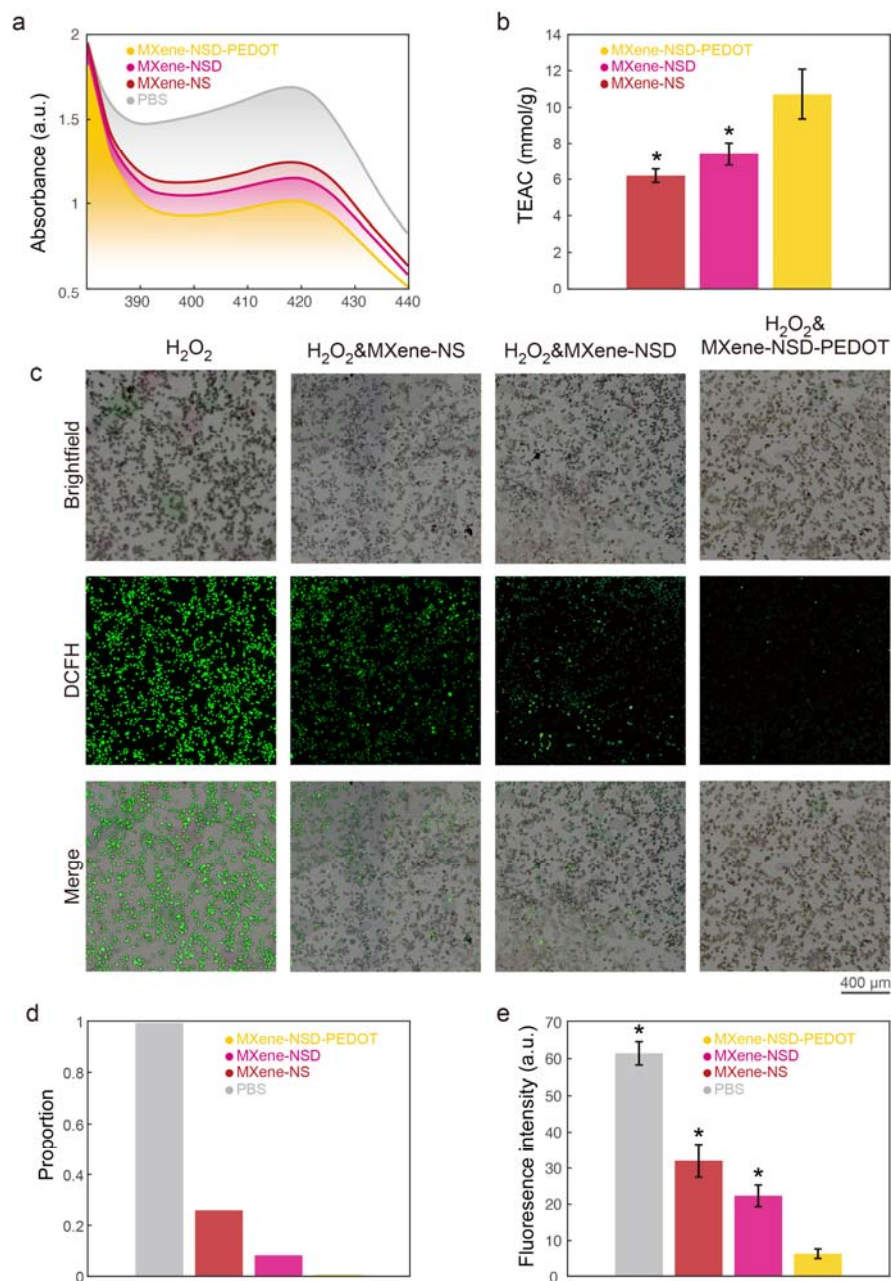 a
2
1.5
1
0.5
Absorbance (a.u.)
MXene-NSD-PEDOT
MXene-NSD
MXene-NS
PBS
390 400 410 420 430 440
b
14
12
10
8
6
4
2
0
TEAC (mmol/g)
MXene-NSD-PEDOT
MXene-NSD
MXene-NS
* *
c
H₂O₂
H₂O₂&MXene-NS
H₂O₂&MXene-NSD
H₂O₂&
MXene-NSD-PEDOT
Brightfield
DCFH
Merge
400 μm
d
1
0.8
0.6
0.4
0.2
0
Proportion
MXene-NSD-PEDOT
MXene-NSD
MXene-NS
PBS
e
70
60
50
40
30
20
10
0
Fluoresence intensity (a.u.)
MXene-NSD-PEDOT
MXene-NSD
MXene-NS
PBS
* * *